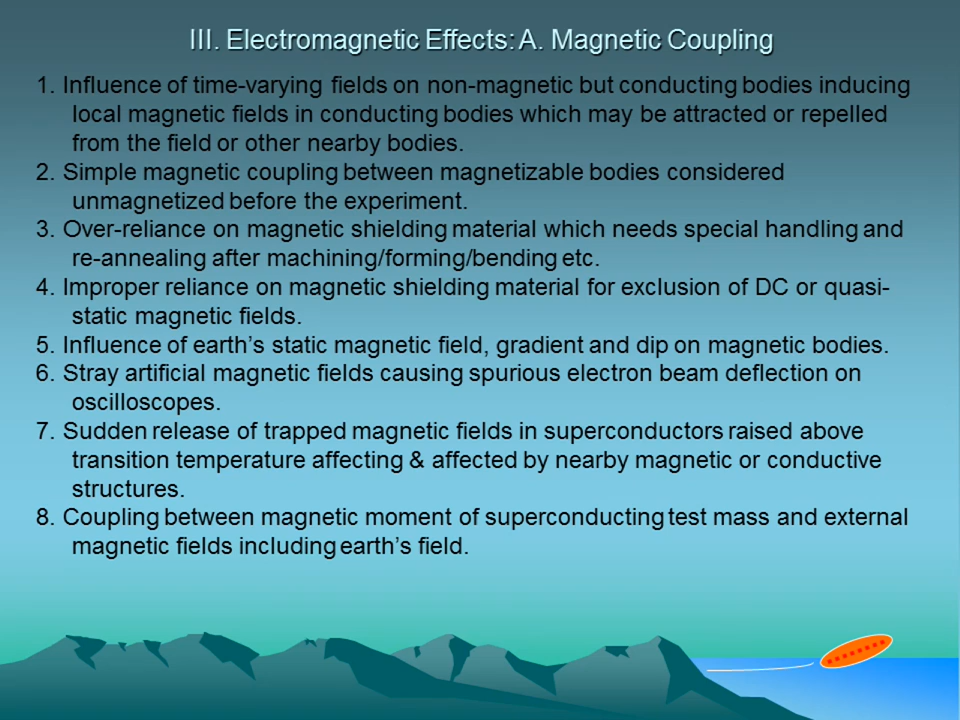 III. Electromagnetic Effects: A. Magnetic Coupling
1. Influence of time-varying fields on non-magnetic but conducting bodies inducing
local magnetic fields in conducting bodies which may be attracted or repelled
from the field or other nearby bodies.
2. Simple magnetic coupling between magnetizable bodies considered
unmagnetized before the experiment.
3. Over-reliance on magnetic shielding material which needs special handling and
re-annealing after machining/forming/bending etc.
4. Improper reliance on magnetic shielding material for exclusion of DC or quasi-
static magnetic fields.
5. Influence of earth’s static magnetic field, gradient and dip on magnetic bodies.
6. Stray artificial magnetic fields causing spurious electron beam deflection on
oscilloscopes.
7. Sudden release of trapped magnetic fields in superconductors raised above
transition temperature affecting & affected by nearby magnetic or conductive
structures.
8. Coupling between magnetic moment of superconducting test mass and external
magnetic fields including earth’s field.